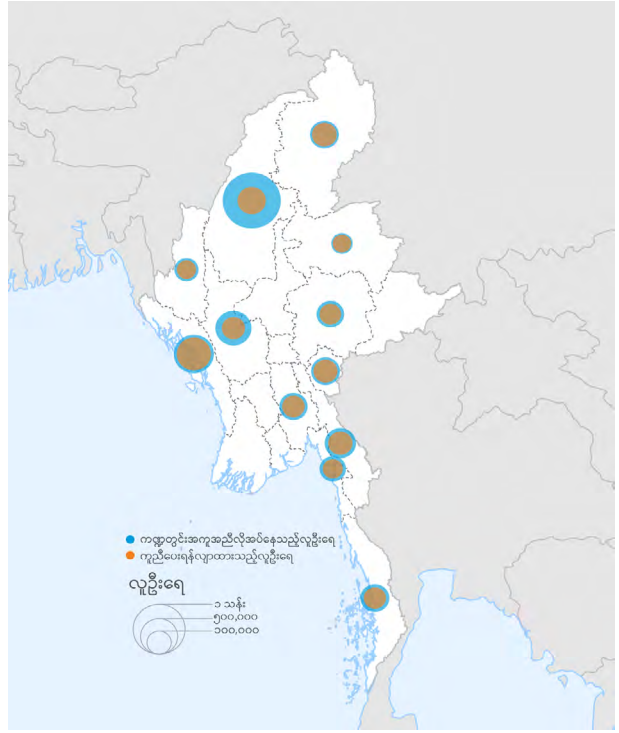 ကဏ္ဍတွင်းအကူအညီလိုအပ်နေသည့်လူဦးရေ
ကူညီပေးရန်လျာထားသည့်လူဦးရေ
လူဦးရေ
၁ သန်း
၅၀၀,၀၀၀
၁၀၀,၀၀၀